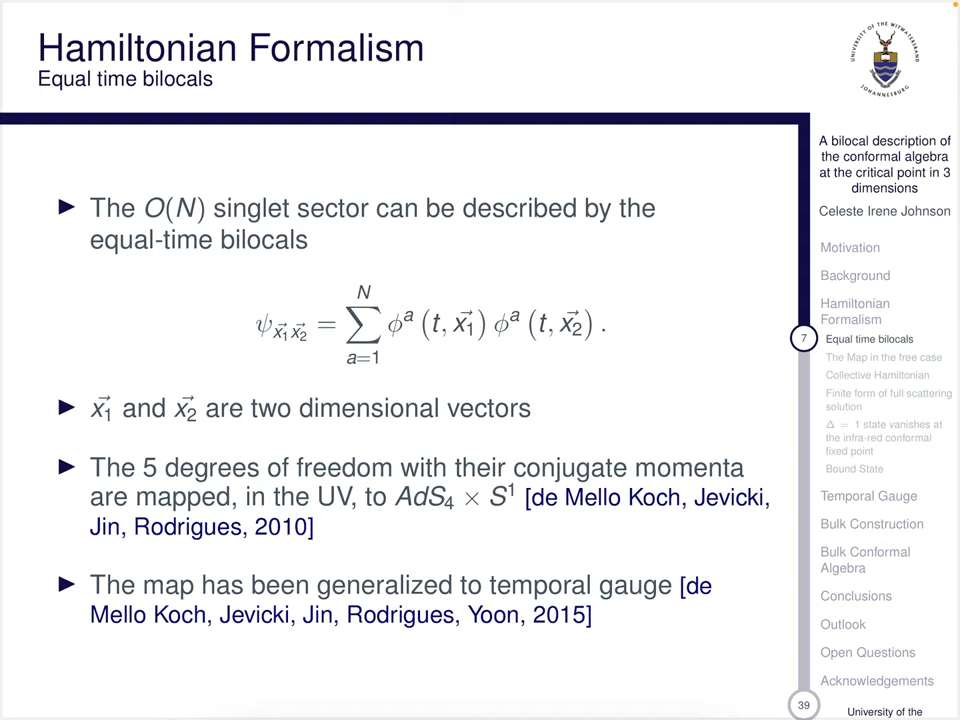 Hamiltonian Formalism
Equal time bilocals
UNIVERSITY OF THE WITWATERSRAND
JOHANNESBURG
▶ The O(N) singlet sector can be described by the
equal-time bilocals
ψ_{x⃗₁ x⃗₂} = ∑_{a=1}^{N} ϕ^a (t, x⃗₁) ϕ^a (t, x⃗₂) .
▶ x⃗₁ and x⃗₂ are two dimensional vectors
▶ The 5 degrees of freedom with their conjugate momenta
are mapped, in the UV, to AdS₄ × S¹ [de Mello Koch, Jevicki,
Jin, Rodrigues, 2010]
▶ The map has been generalized to temporal gauge [de
Mello Koch, Jevicki, Jin, Rodrigues, Yoon, 2015]
A bilocal description of
the conformal algebra
at the critical point in 3
dimensions
Celeste Irene Johnson
Motivation
Background
Hamiltonian
Formalism
7
Equal time bilocals
The Map in the free case
Collective Hamiltonian
Finite form of full scattering
solution
Δ = 1 state vanishes at
the infra-red conformal
fixed point
Bound State
Temporal Gauge
Bulk Construction
Bulk Conformal
Algebra
Conclusions
Outlook
Open Questions
Acknowledgements
39
University of the